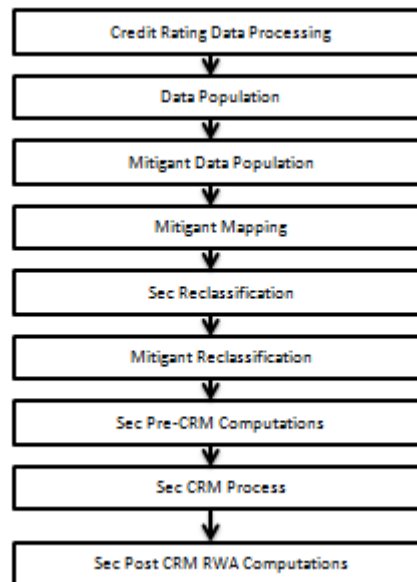 Credit Rating Data Processing
Data Population
Mitigant Data Population
Mitigant Mapping
Sec Reclassification
Mitigant Reclassification
Sec Pre-CRM Computations
Sec CRM Process
Sec Post CRM RWA Computations